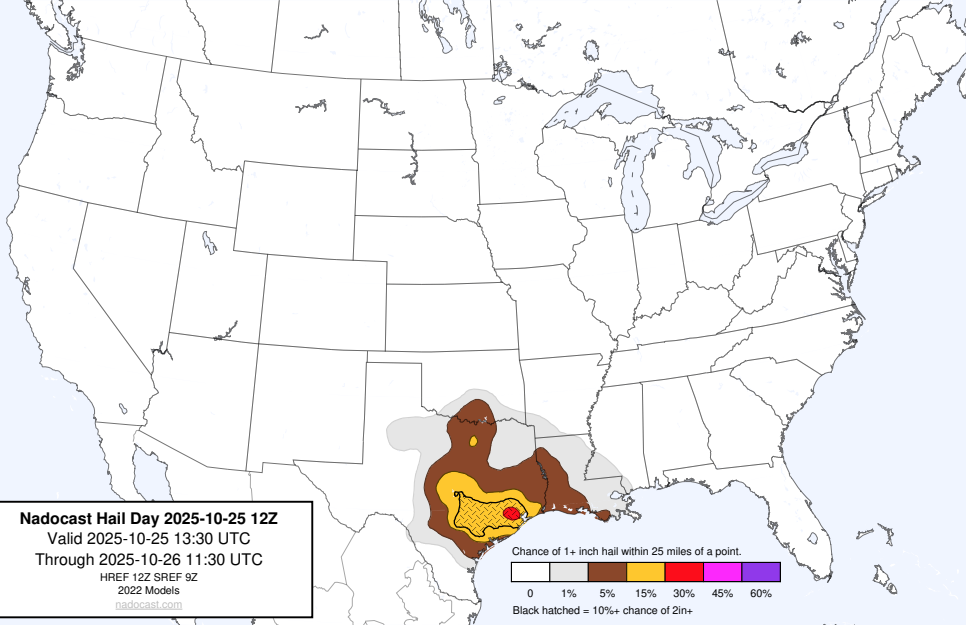 Nadocast Hail Day 2025-10-25 12Z
Valid 2025-10-25 13:30 UTC
Through 2025-10-26 11:30 UTC
HREF 12Z SREF 9Z
2022 Models
nadocast.com
Chance of 1+ inch hail within 25 miles of a point.
0 1% 5% 15% 30% 45% 60%
Black hatched = 10%+ chance of 2in+